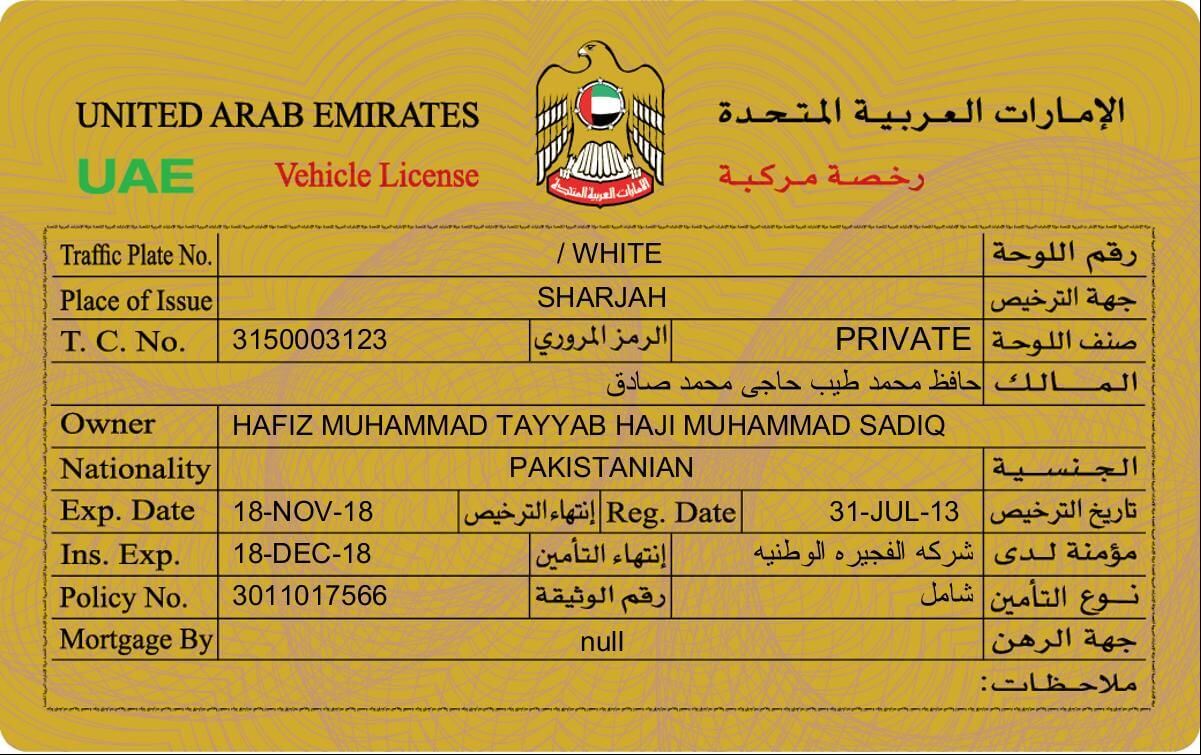 UNITED ARAB EMIRATES الإمارات العربية المتحدة
UAE Vehicle License رخصة مركبة
الإمارات العربية المتحدة
Traffic Plate No. / WHITE رقم اللوحة
Place of Issue SHARJAH جهة الترخيص
T. C. No. 3150003123 الرمز المروري PRIVATE صنف اللوحة
حافظ محمد طيب حاجى محمد صادق المالك
Owner HAFIZ MUHAMMAD TAYYAB HAJI MUHAMMAD SADIQ
Nationality PAKISTANIAN الجنسية
Exp. Date 18-NOV-18 إنتهاء الترخيص Reg. Date 31-JUL-13 تاريخ الترخيص
Ins. Exp. 18-DEC-18 إنتهاء التأمين شركه الفجيره الوطنيه مؤمنة لدى
Policy No. 3011017566 رقم الوثيقة شامل نوع التأمين
Mortgage By null جهة الرهن
ملاحظات: